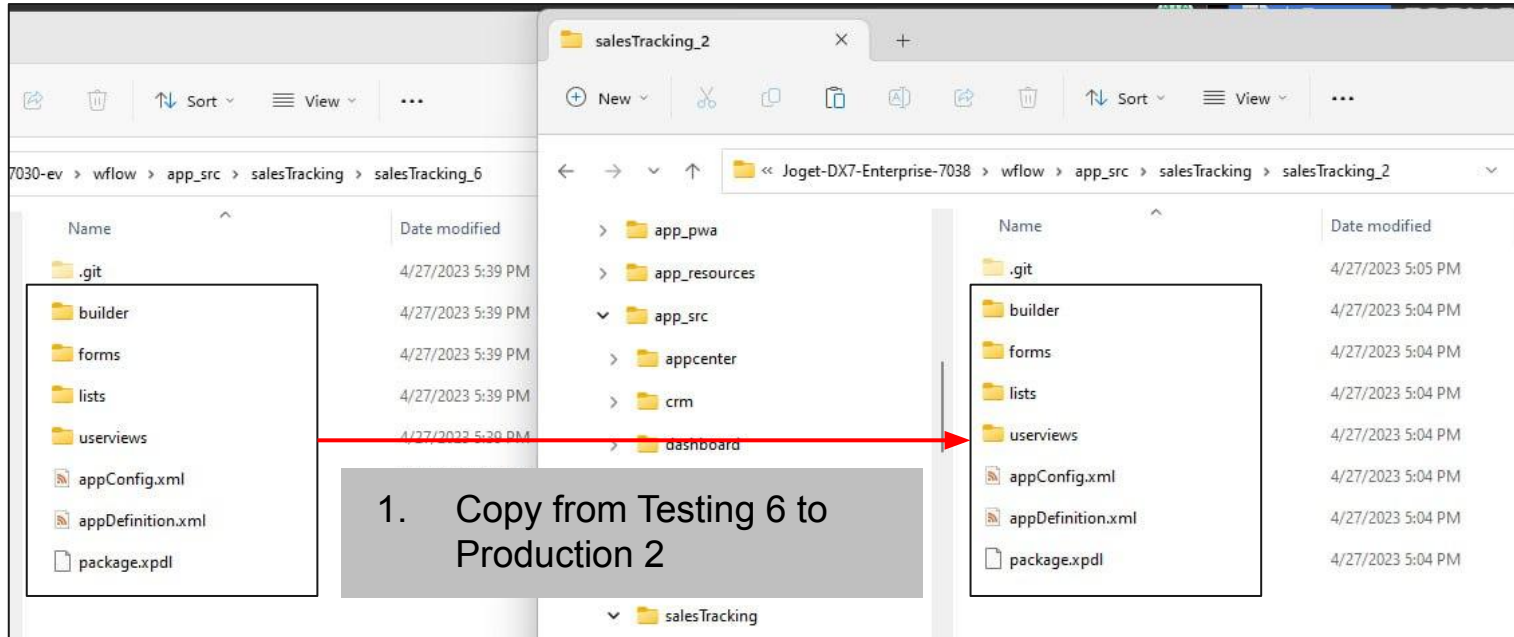 salesTracking_2
Sort
View
New
Sort
View
7030-ev > wflow > app_src > salesTracking > salesTracking_6
« Joget-DX7-Enterprise-7038 > wflow > app_src > salesTracking > salesTracking_2
Name
Date modified
.git
4/27/2023 5:39 PM
builder
4/27/2023 5:39 PM
forms
4/27/2023 5:39 PM
lists
4/27/2023 5:39 PM
userviews
4/27/2023 5:39 PM
appConfig.xml
appDefinition.xml
package.xpdl
1. Copy from Testing 6 to
Production 2
app_pwa
app_resources
app_src
appcenter
crm
dashboard
salesTracking
Name
Date modified
.git
4/27/2023 5:05 PM
builder
4/27/2023 5:04 PM
forms
4/27/2023 5:04 PM
lists
4/27/2023 5:04 PM
userviews
4/27/2023 5:04 PM
appConfig.xml
4/27/2023 5:04 PM
appDefinition.xml
4/27/2023 5:04 PM
package.xpdl
4/27/2023 5:04 PM